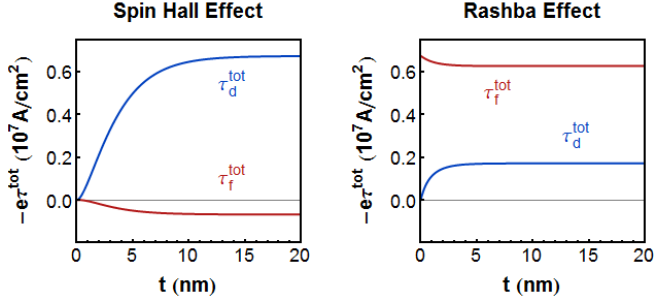 Spin Hall Effect
−eτ^tot (10^7 A/cm^2)
0.6
0.4
0.2
0.0
τ_d^tot
τ_f^tot
0 5 10 15 20
t (nm)
Rashba Effect
−eτ^tot (10^7 A/cm^2)
0.6
0.4
0.2
0.0
τ_f^tot
τ_d^tot
0 5 10 15 20
t (nm)